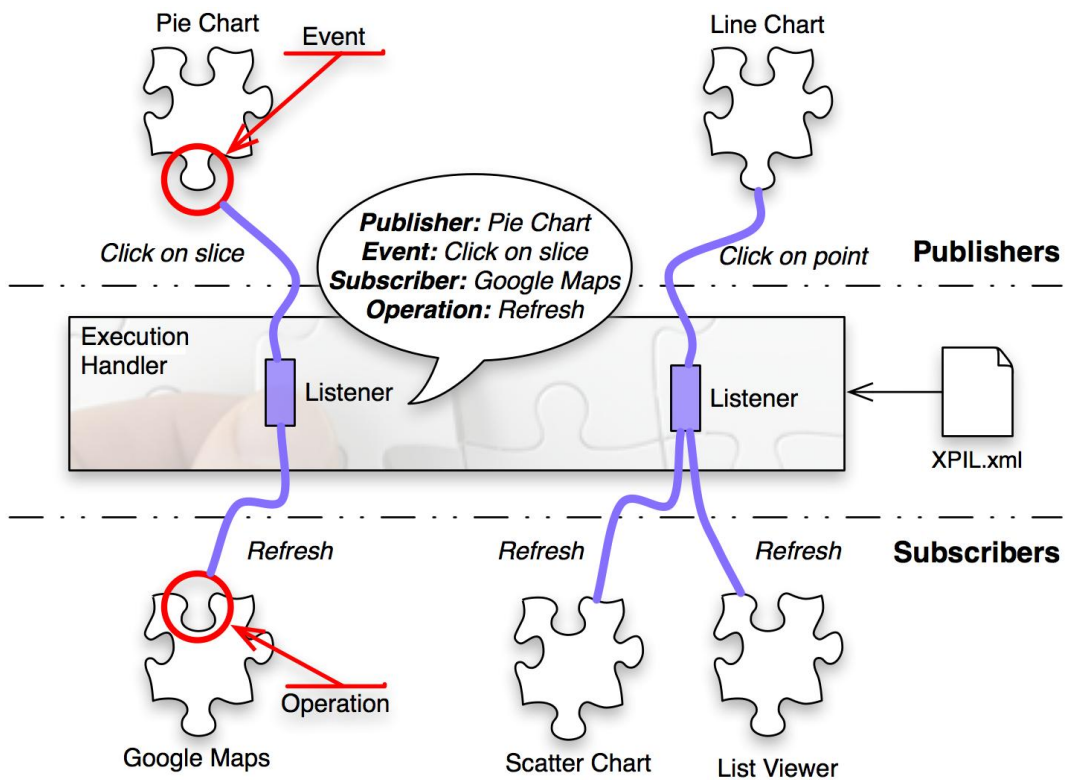 Pie Chart
Event
Line Chart
Click on slice
Publisher: Pie Chart
Event: Click on slice
Subscriber: Google Maps
Operation: Refresh
Click on point
Publishers
Execution
Handler
Listener
Listener
XPIL.xml
Refresh
Refresh
Refresh
Subscribers
Operation
Google Maps
Scatter Chart
List Viewer